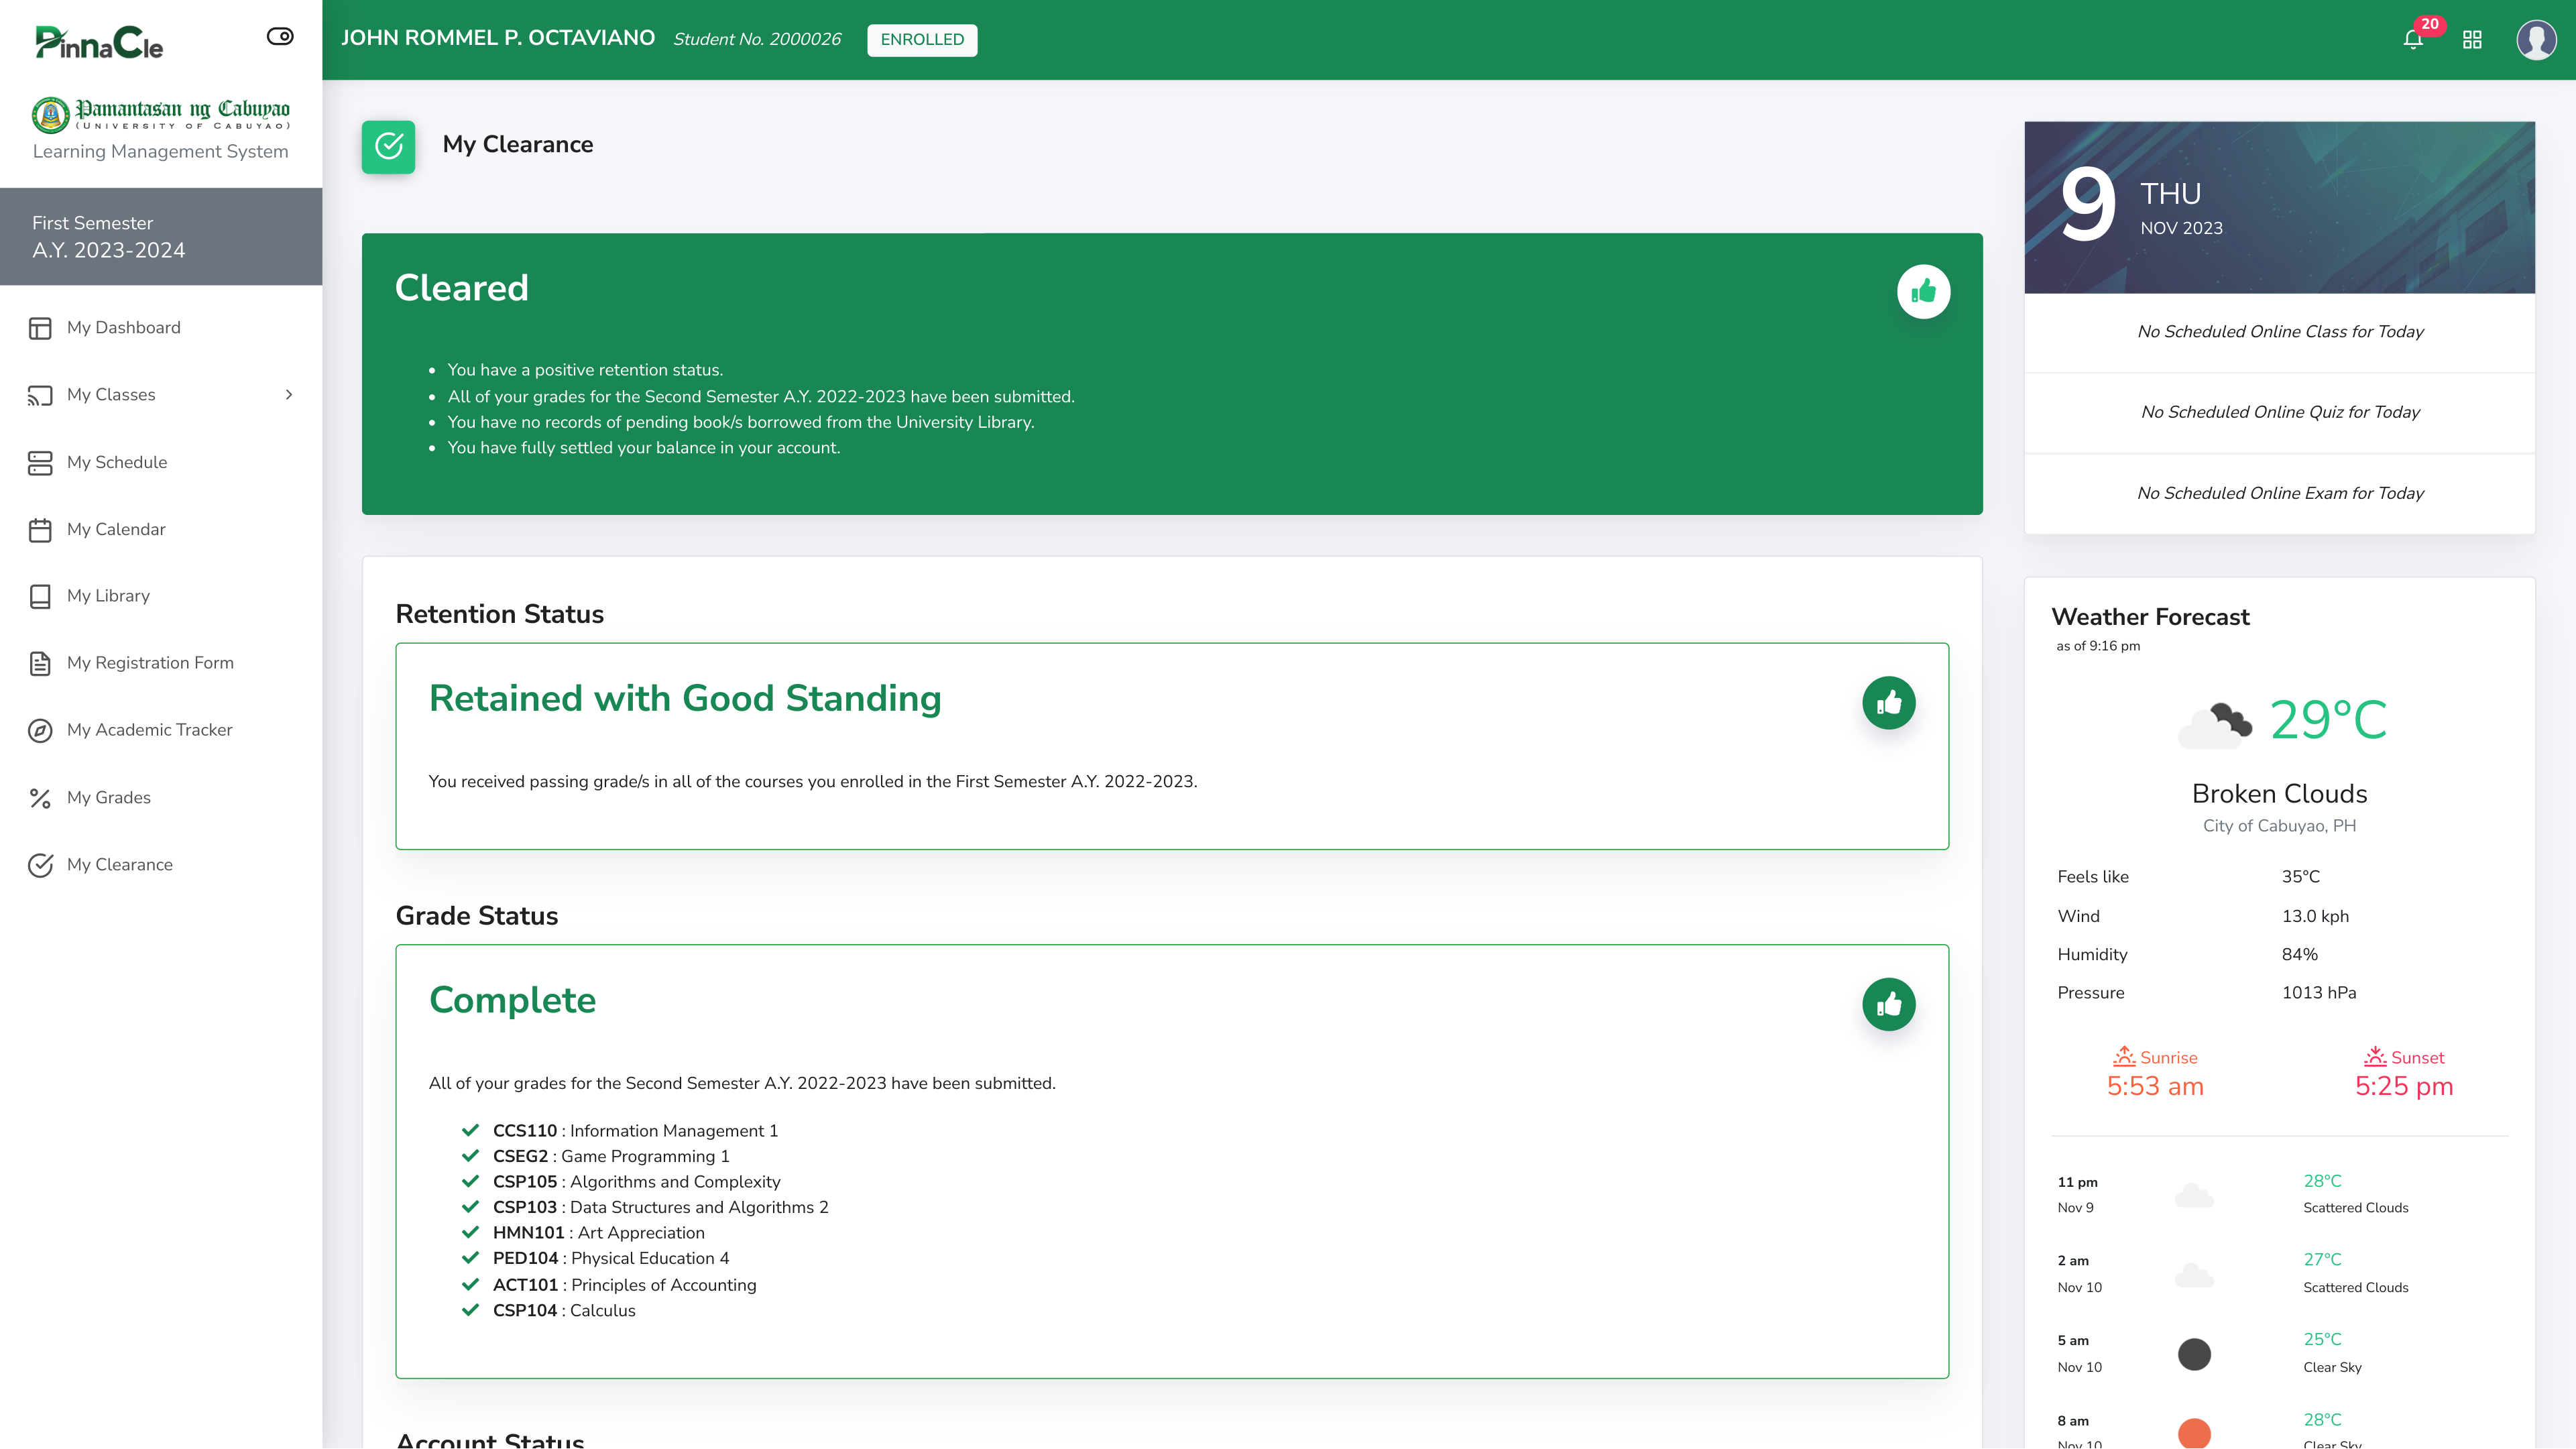 PinnaCle
Pamantasan ng Cabuyao
(UNIVERSITY OF CABUYAO)
Learning Management System
First Semester
A.Y. 2023-2024
My Dashboard
My Classes
My Schedule
My Calendar
My Library
My Registration Form
My Academic Tracker
My Grades
My Clearance
JOHN ROMMEL P. OCTAVIANO Student No. 2000026 ENROLLED
20
My Clearance
Cleared
• You have a positive retention status.
• All of your grades for the Second Semester A.Y. 2022-2023 have been submitted.
• You have no records of pending book/s borrowed from the University Library.
• You have fully settled your balance in your account.
Retention Status
Retained with Good Standing
You received passing grade/s in all of the courses you enrolled in the First Semester A.Y. 2022-2023.
Grade Status
Complete
All of your grades for the Second Semester A.Y. 2022-2023 have been submitted.
CCS110 : Information Management 1
CSEG2 : Game Programming 1
CSP105 : Algorithms and Complexity
CSP103 : Data Structures and Algorithms 2
HMN101 : Art Appreciation
PED104 : Physical Education 4
ACT101 : Principles of Accounting
CSP104 : Calculus
Account Status
9 THU
NOV 2023
No Scheduled Online Class for Today
No Scheduled Online Quiz for Today
No Scheduled Online Exam for Today
Weather Forecast
as of 9:16 pm
29°C
Broken Clouds
City of Cabuyao, PH
Feels like 35°C
Wind 13.0 kph
Humidity 84%
Pressure 1013 hPa
Sunrise Sunset
5:53 am 5:25 pm
11 pm 28°C
Nov 9 Scattered Clouds
2 am 27°C
Nov 10 Scattered Clouds
5 am 25°C
Nov 10 Clear Sky
8 am 28°C
Nov 10 Clear Sky